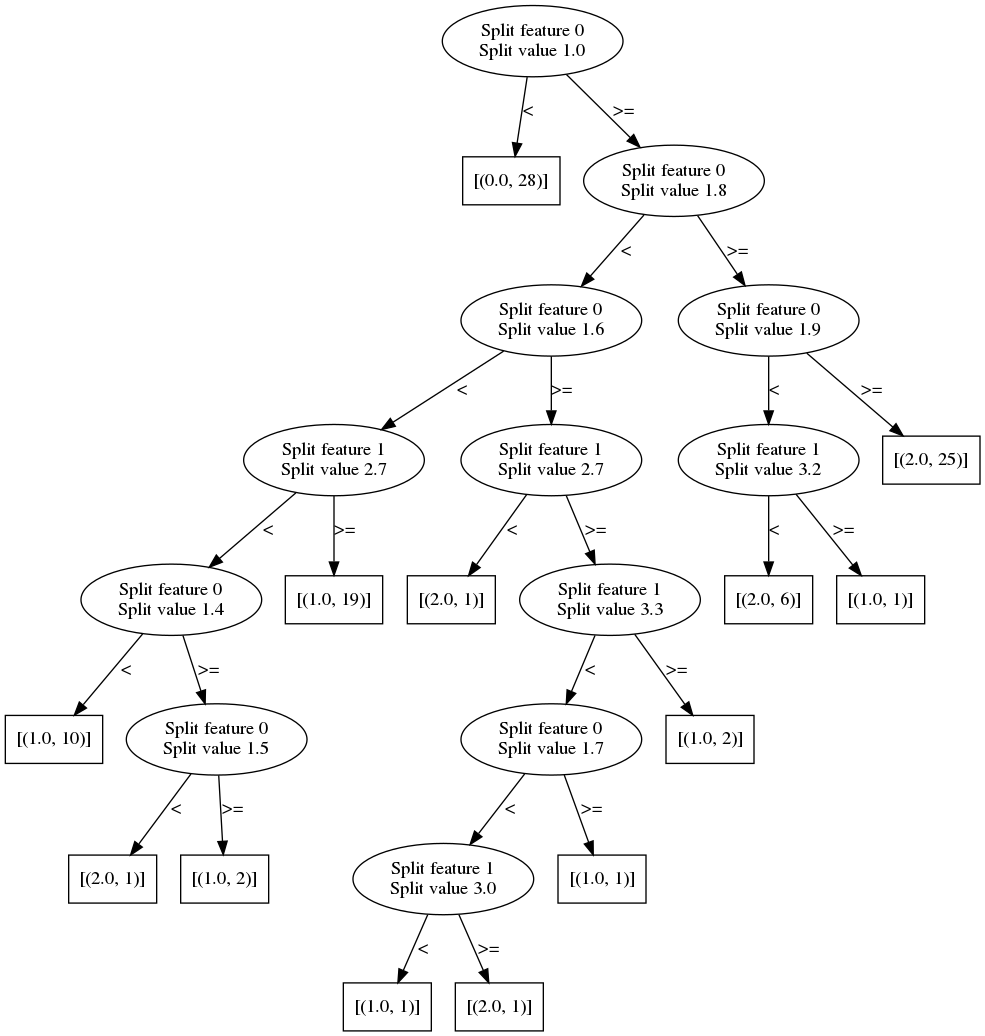 Split feature 0
Split value 1.0
<
>=
[(0.0, 28)]
Split feature 0
Split value 1.8
<
>=
Split feature 0
Split value 1.6
Split feature 0
Split value 1.9
<
>=
<
>=
Split feature 1
Split value 2.7
Split feature 1
Split value 2.7
Split feature 1
Split value 3.2
[(2.0, 25)]
<
>=
<
>=
<
>=
Split feature 0
Split value 1.4
[(1.0, 19)]
[(2.0, 1)]
Split feature 1
Split value 3.3
[(2.0, 6)]
[(1.0, 1)]
<
>=
<
>=
[(1.0, 10)]
Split feature 0
Split value 1.5
Split feature 0
Split value 1.7
[(1.0, 2)]
<
>=
<
>=
[(2.0, 1)]
[(1.0, 2)]
Split feature 1
Split value 3.0
[(1.0, 1)]
<
>=
[(1.0, 1)]
[(2.0, 1)]